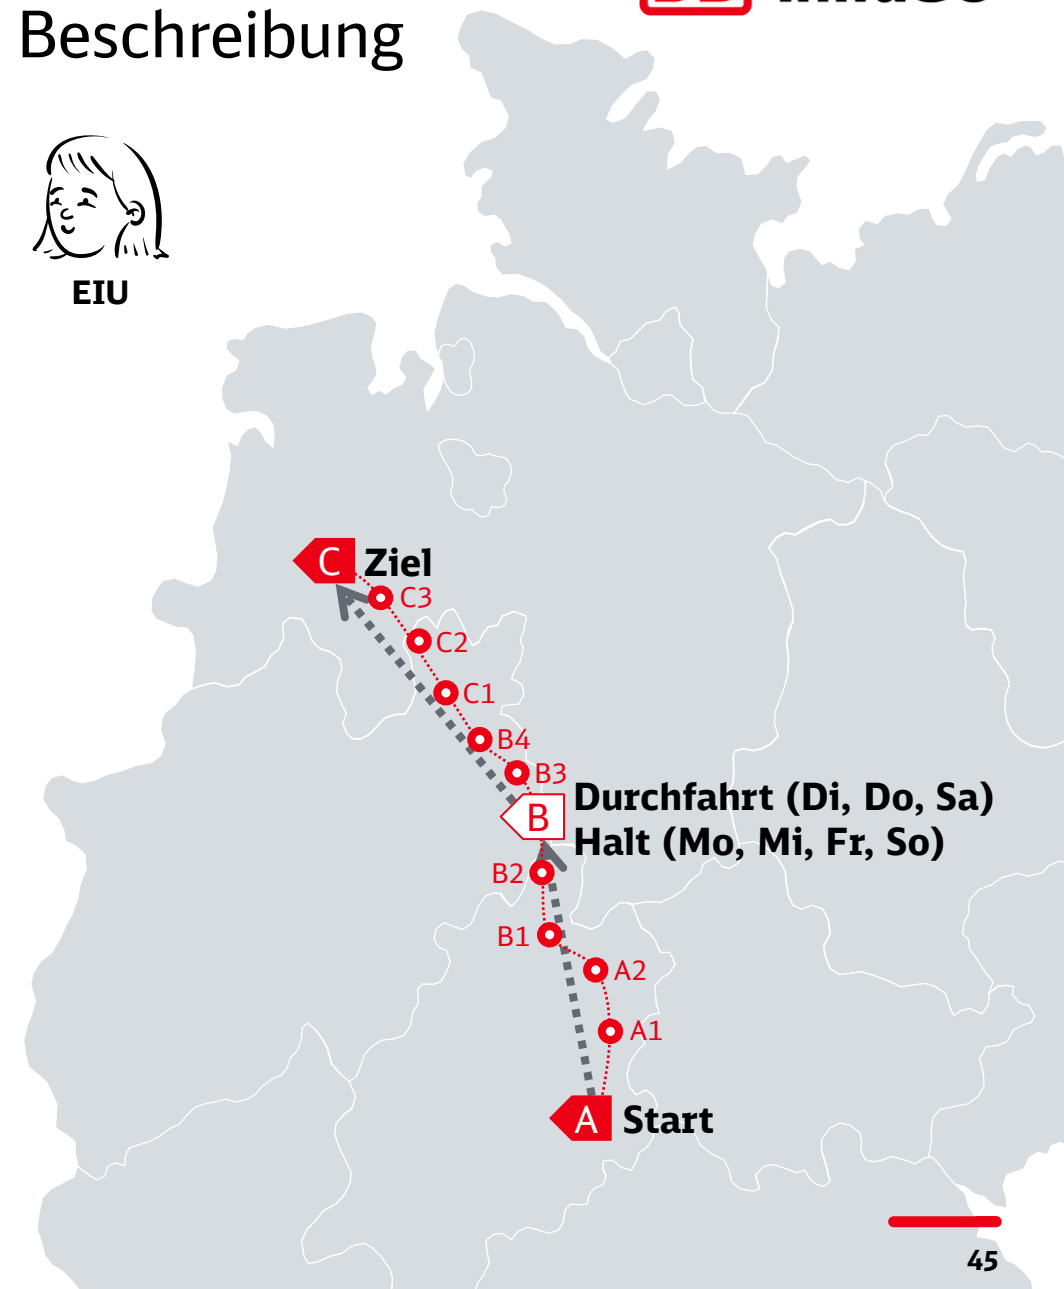 Beschreibung
EIU
C Ziel
C3
C2
C1
B4
B3
B
Durchfahrt (Di, Do, Sa)
Halt (Mo, Mi, Fr, So)
B2
B1
A2
A1
A Start
45